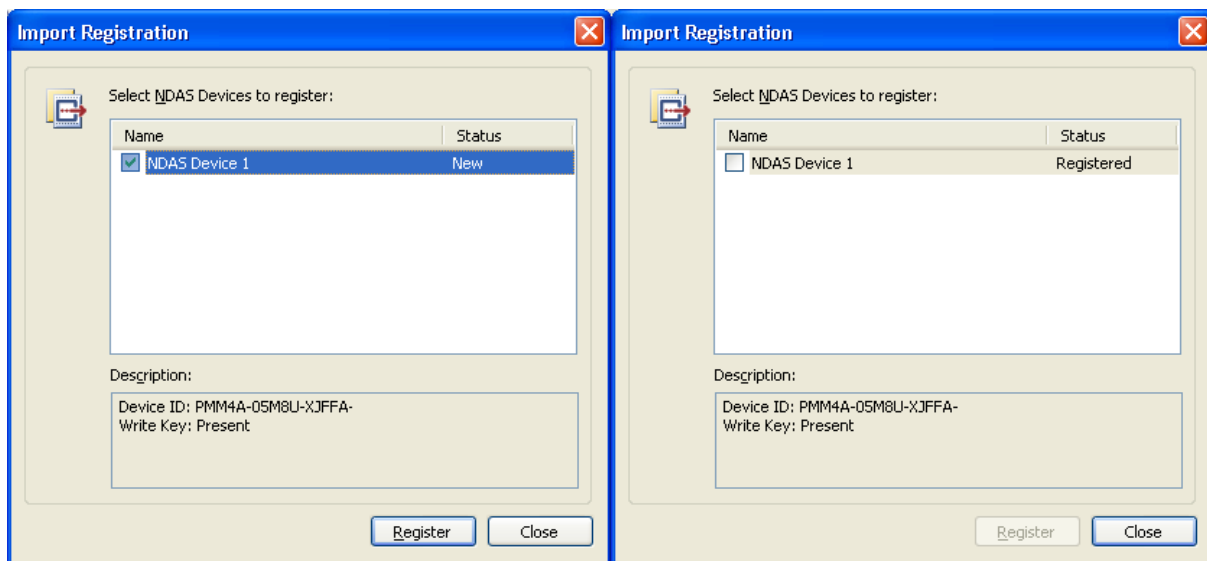 Import Registration
Select NDAS Devices to register:
Name Status
NDAS Device 1 New
Description:
Device ID: PMM4A-05M8U-XJFFA-
Write Key: Present
Register Close
Import Registration
Select NDAS Devices to register:
Name Status
NDAS Device 1 Registered
Description:
Device ID: PMM4A-05M8U-XJFFA-
Write Key: Present
Register Close